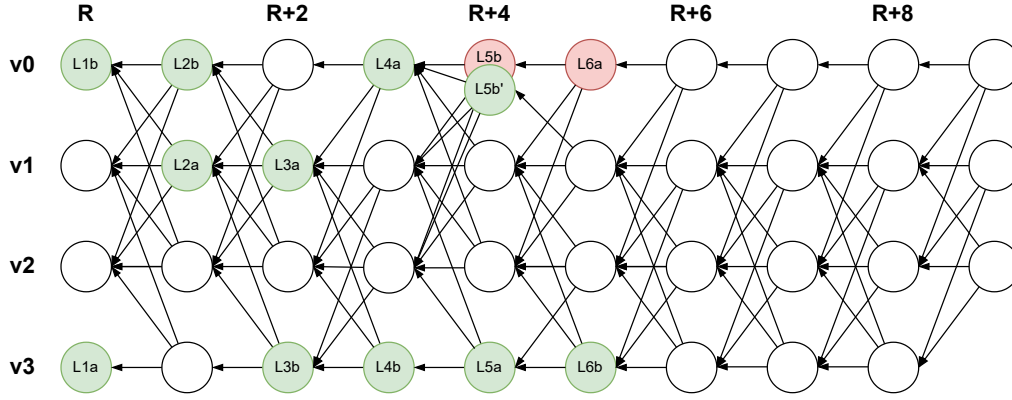 R R+2 R+4 R+6 R+8
v0 L1b L2b L4a L5b L6a
L5b'
v1 L2a L3a
v2
v3 L1a L3b L4b L5a L6b